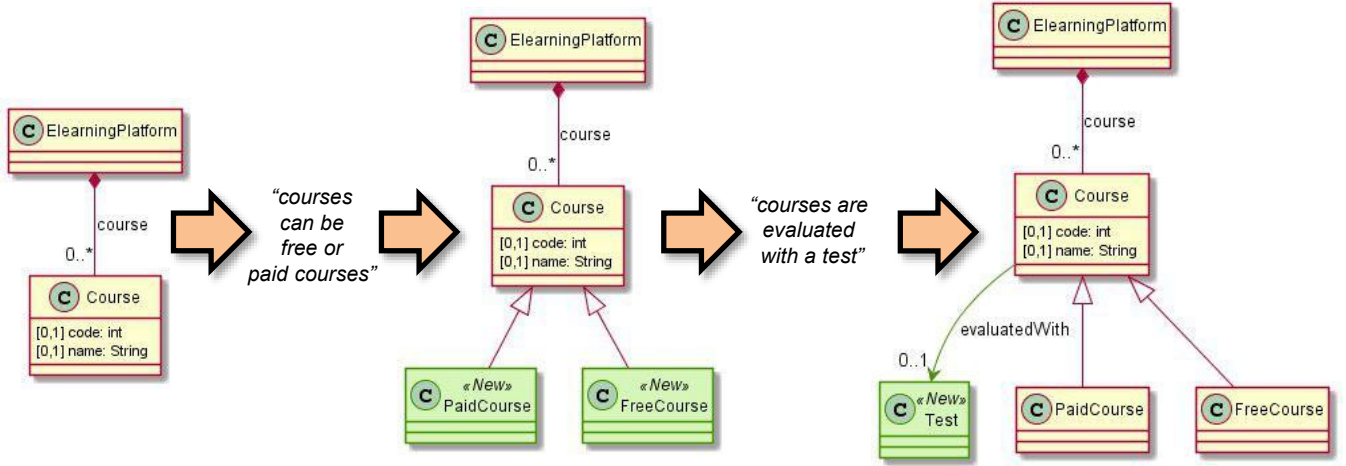 C ElearningPlatform
course
0..*
C Course
[0,1] code: int
[0,1] name: String
“courses
can be
free or
paid courses”
C ElearningPlatform
course
0..*
C Course
[0,1] code: int
[0,1] name: String
C «New»
PaidCourse
C «New»
FreeCourse
“courses are
evaluated
with a test”
C ElearningPlatform
course
0..*
C Course
[0,1] code: int
[0,1] name: String
evaluatedWith
0..1
C «New»
Test
C PaidCourse
C FreeCourse